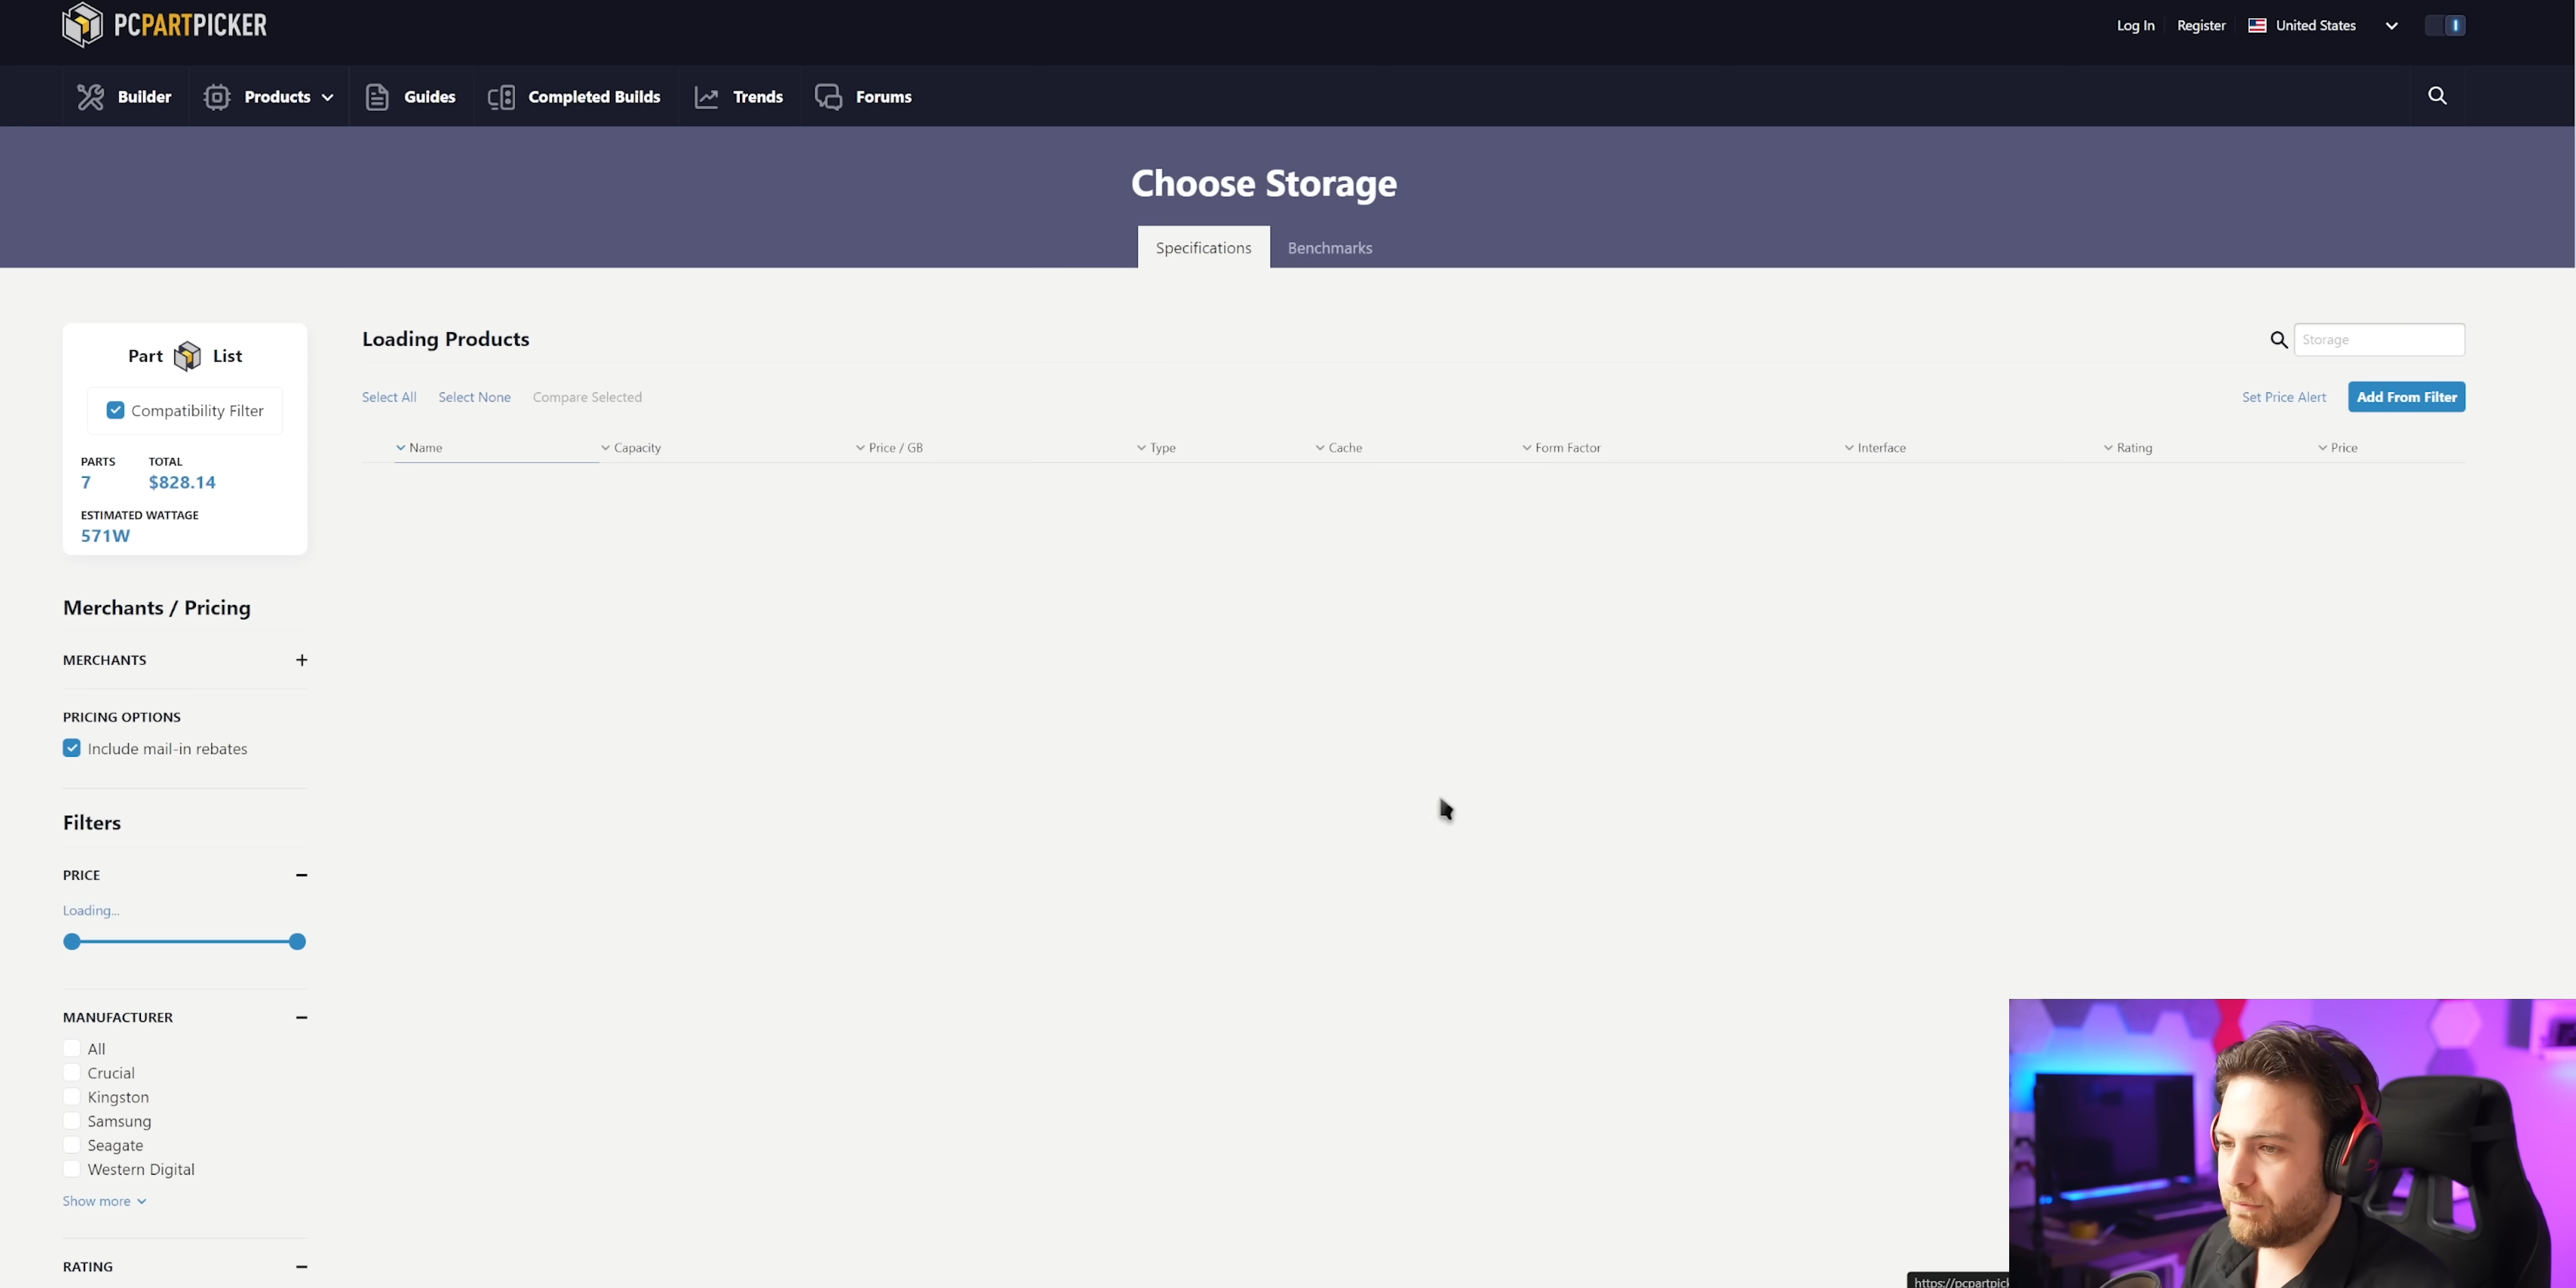 PCPARTPICKER
Log In Register United States
Builder Products Guides Completed Builds Trends Forums
Choose Storage
Specifications Benchmarks
Part List
Compatibility Filter
PARTS TOTAL
7 $828.14
ESTIMATED WATTAGE
571W
Loading Products
Storage
Select All Select None Compare Selected
Set Price Alert Add From Filter
Name Capacity Price / GB Type Cache Form Factor Interface Rating Price
Merchants / Pricing
MERCHANTS
PRICING OPTIONS
Include mail-in rebates
Filters
PRICE
Loading...
MANUFACTURER
All
Crucial
Kingston
Samsung
Seagate
Western Digital
Show more
RATING